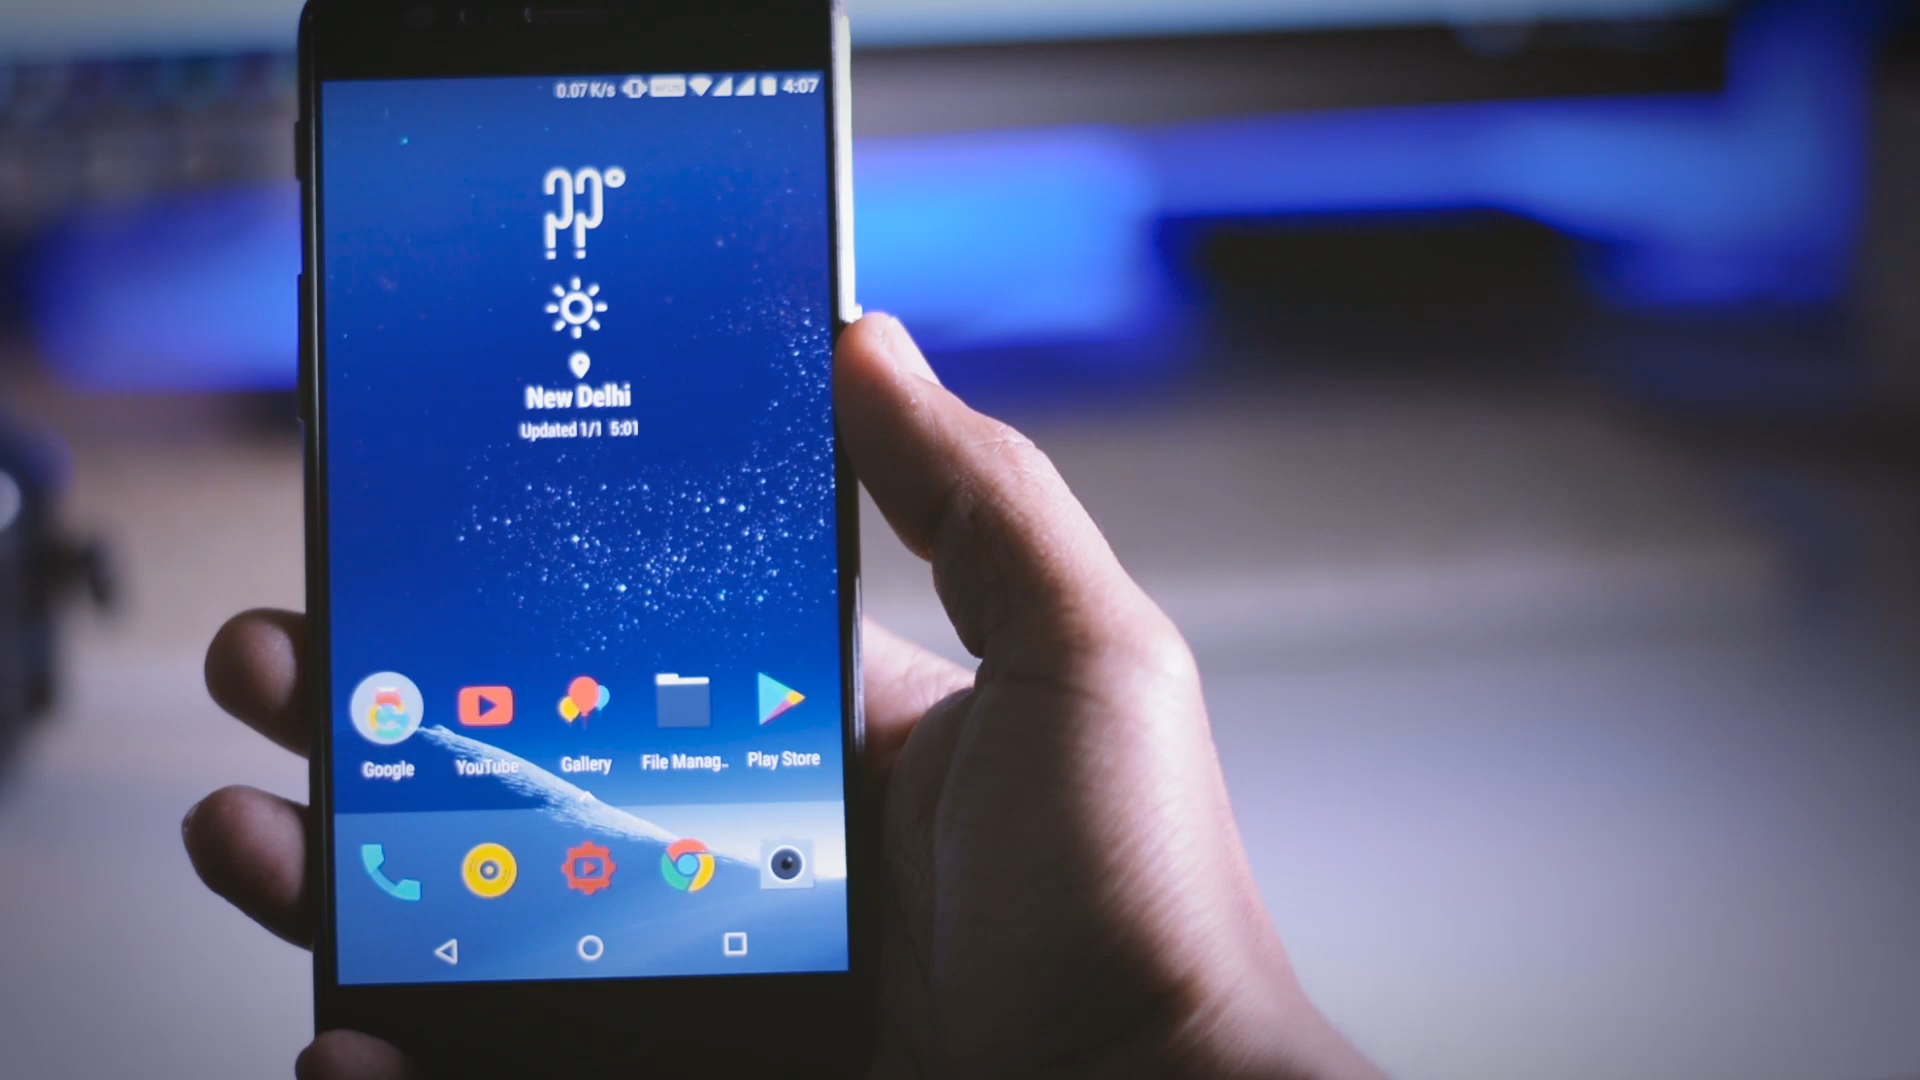 0.07 K/s 4:07
??°
New Delhi
Updated 1/1 5:01
Google YouTube Gallery File Manag.. Play Store